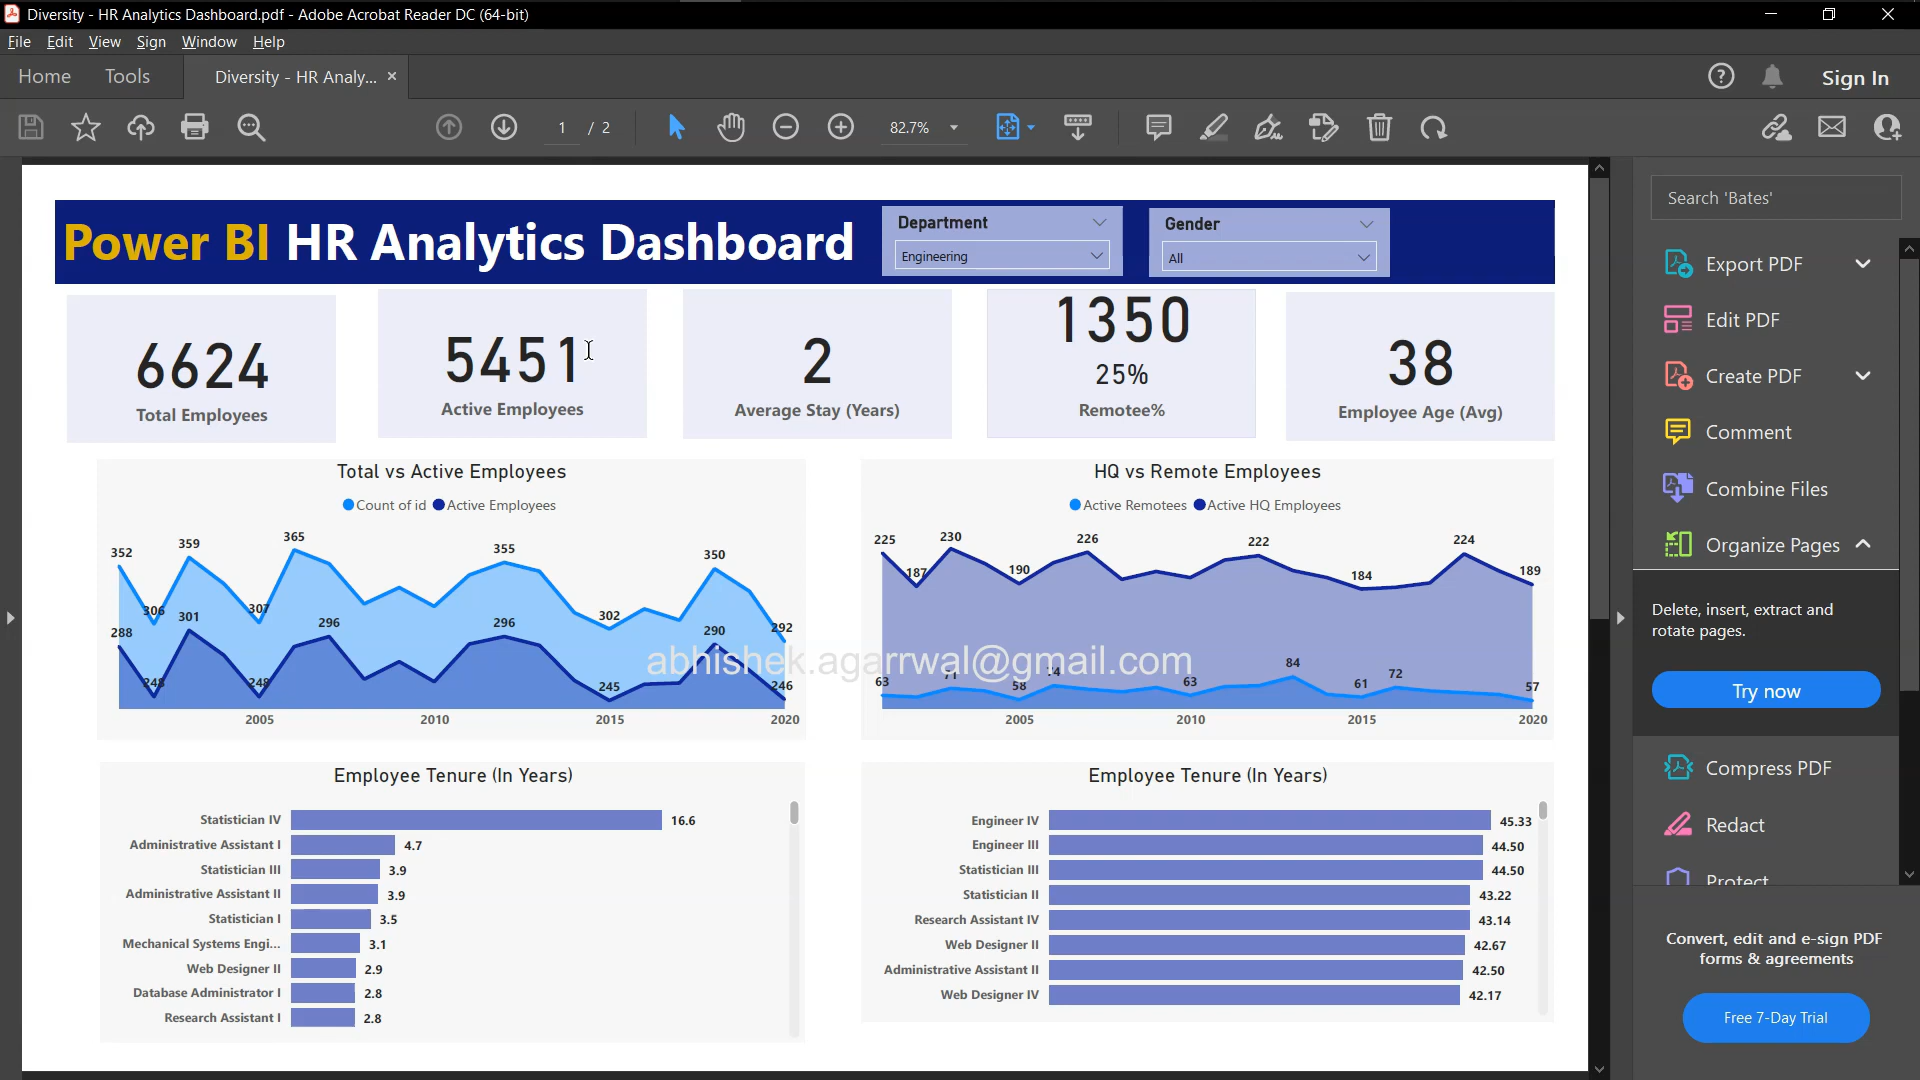 Diversity - HR Analytics Dashboard.pdf - Adobe Acrobat Reader DC (64-bit)
File Edit View Sign Window Help
Home Tools Diversity - HR Analy... × Sign In
1 / 2 82.7%
Search 'Bates'
Export PDF
Edit PDF
Create PDF
Comment
Combine Files
Organize Pages
Delete, insert, extract and
rotate pages.
Try now
Compress PDF
Redact
Protect
Convert, edit and e-sign PDF
forms & agreements
Free 7-Day Trial
Power BI HR Analytics Dashboard
Department
Engineering
Gender
All
6624
Total Employees
5451
Active Employees
2
Average Stay (Years)
1350
25%
Remotee%
38
Employee Age (Avg)
Total vs Active Employees
Count of id Active Employees
352 359 365 355 350
306 307 302 292
288 301 296 296 290
248 248 245 246
2005 2010 2015 2020
HQ vs Remote Employees
Active Remotees Active HQ Employees
225 230 226 222 224
187 190 184 189
63 71 58 74 63 84 61 72 57
2005 2010 2015 2020
abhishek.agarrwal@gmail.com
Employee Tenure (In Years)
Statistician IV 16.6
Administrative Assistant I 4.7
Statistician III 3.9
Administrative Assistant II 3.9
Statistician I 3.5
Mechanical Systems Engi... 3.1
Web Designer II 2.9
Database Administrator I 2.8
Research Assistant I 2.8
Employee Tenure (In Years)
Engineer IV 45.33
Engineer III 44.50
Statistician III 44.50
Statistician II 43.22
Research Assistant IV 43.14
Web Designer II 42.67
Administrative Assistant II 42.50
Web Designer IV 42.17